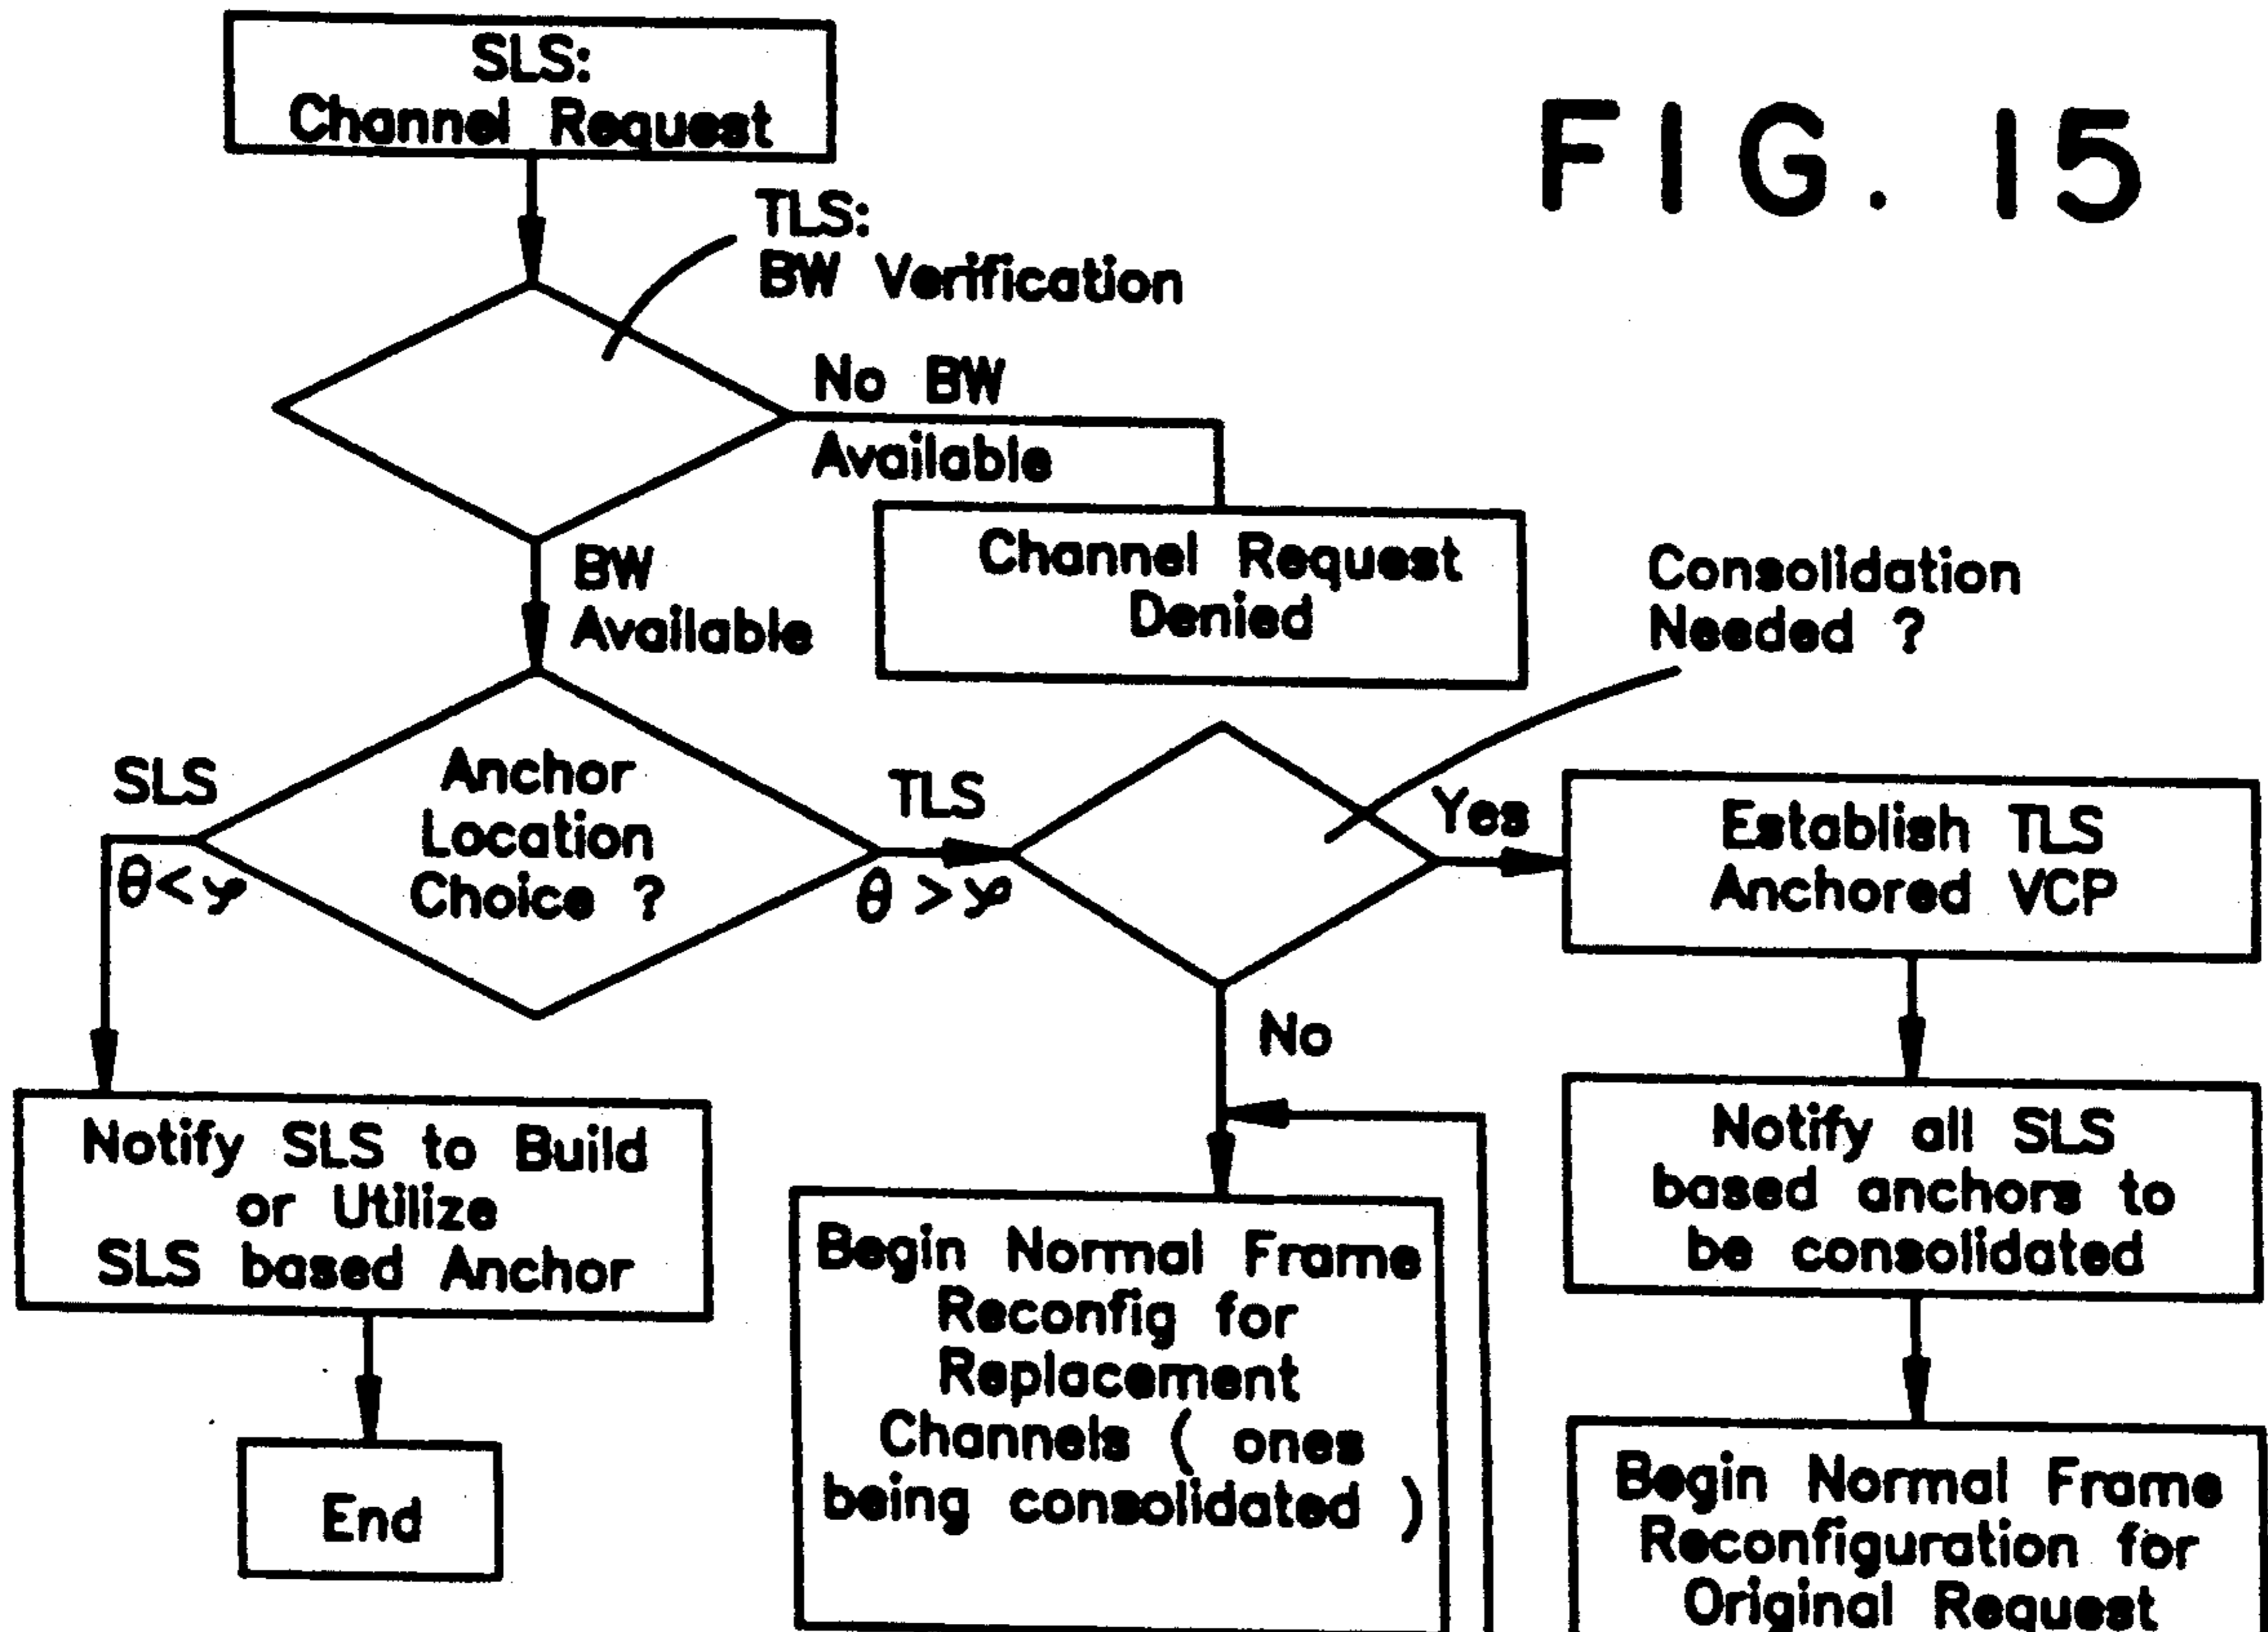 SLS:
Channel Request
FIG. 15
TLS:
BW Verification
No BW
Available
Channel Request
Denied
BW
Available
Consolidation
Needed ?
SLS
θ<φ
Anchor
Location
Choice ?
TLS
θ >φ
Yes
Establish TLS
Anchored VCP
No
Notify SLS to Build
or Utilize
SLS based Anchor
Notify all SLS
based anchors to
be consolidated
Begin Normal Frame
Reconfig for
Replacement
Channels ( ones
being consolidated )
End
Begin Normal Frame
Reconfiguration for
Original Request